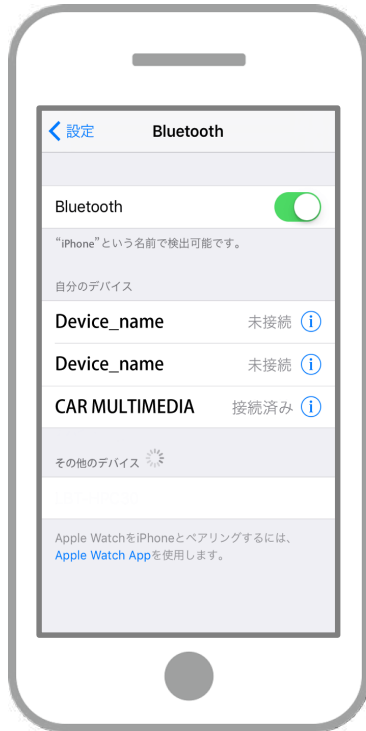 設定 Bluetooth
Bluetooth
“iPhone”という名前で検出可能です。
自分のデバイス
Device_name 未接続
Device_name 未接続
CAR MULTIMEDIA 接続済み
その他のデバイス
Apple WatchをiPhoneとペアリングするには、
Apple Watch Appを使用します。